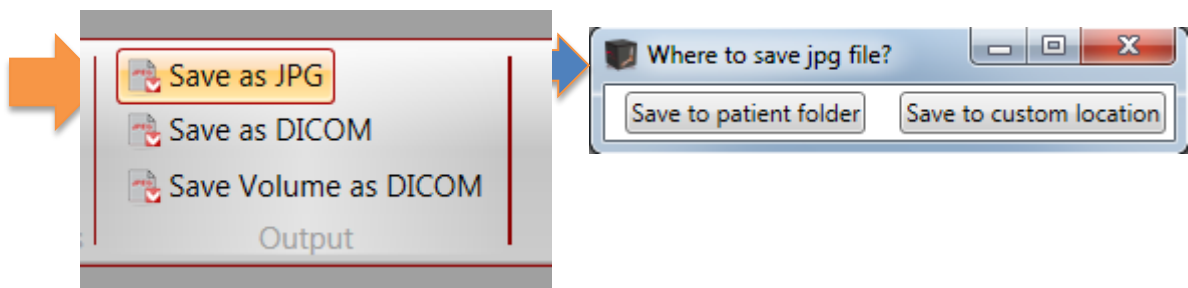 Save as JPG
Save as DICOM
Save Volume as DICOM
Output
Where to save jpg file?
Save to patient folder
Save to custom location